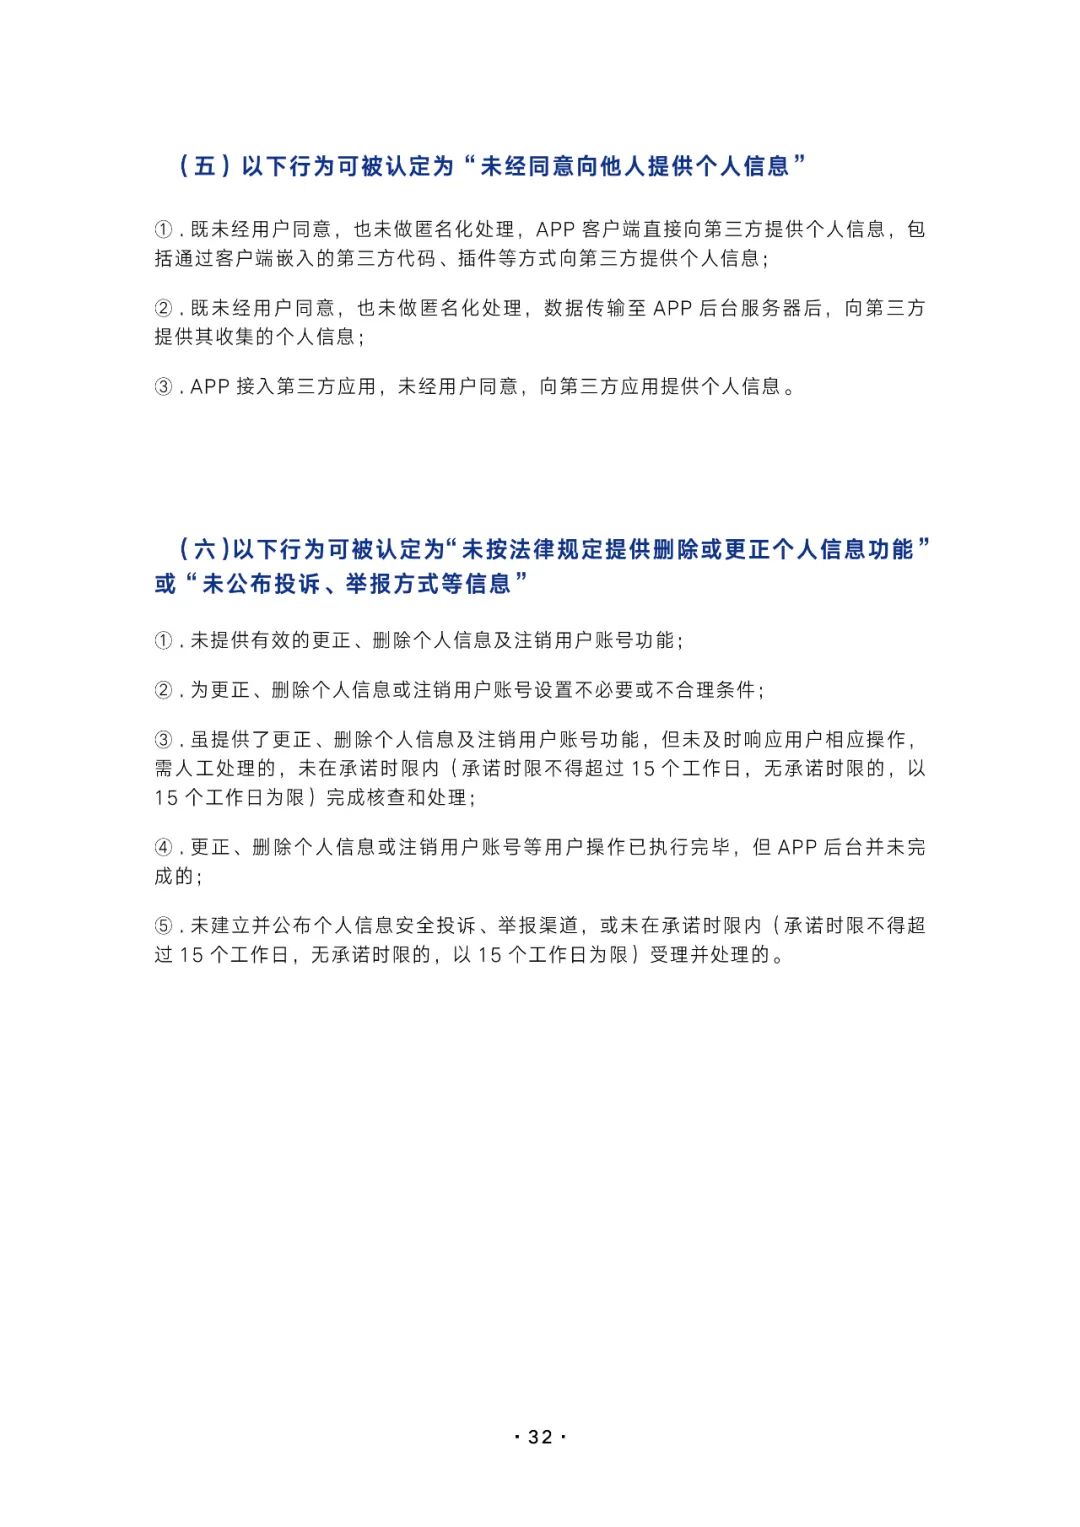 （五）以下行为可被认定为“未经同意向他人提供个人信息”
①.既未经用户同意，也未做匿名化处理，APP 客户端直接向第三方提供个人信息，包
括通过客户端嵌入的第三方代码、插件等方式向第三方提供个人信息；
②.既未经用户同意，也未做匿名化处理，数据传输至 APP 后台服务器后，向第三方
提供其收集的个人信息；
③.APP 接入第三方应用，未经用户同意，向第三方应用提供个人信息。
（六)以下行为可被认定为“未按法律规定提供删除或更正个人信息功能”
或“未公布投诉、举报方式等信息”
①.未提供有效的更正、删除个人信息及注销用户账号功能；
②.为更正、删除个人信息或注销用户账号设置不必要或不合理条件；
③.虽提供了更正、删除个人信息及注销用户账号功能，但未及时响应用户相应操作，
需人工处理的，未在承诺时限内（承诺时限不得超过 15 个工作日，无承诺时限的，以
15 个工作日为限）完成核查和处理；
④.更正、删除个人信息或注销用户账号等用户操作已执行完毕，但 APP 后台并未完
成的；
⑤.未建立并公布个人信息安全投诉、举报渠道，或未在承诺时限内（承诺时限不得超
过 15 个工作日，无承诺时限的，以 15 个工作日为限）受理并处理的。
·32·